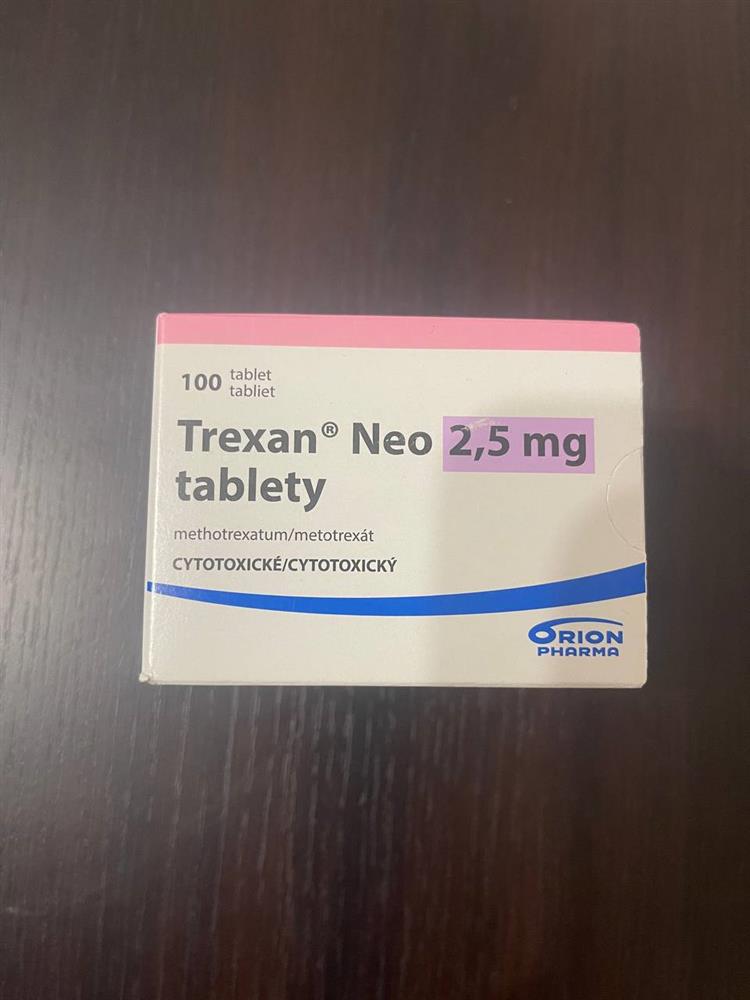 100 tablet
tabliet
Trexan® Neo 2,5 mg
tablety
methotrexatum/metotrexát
CYTOTOXICKÉ/CYTOTOXICKÝ
ORION
PHARMA